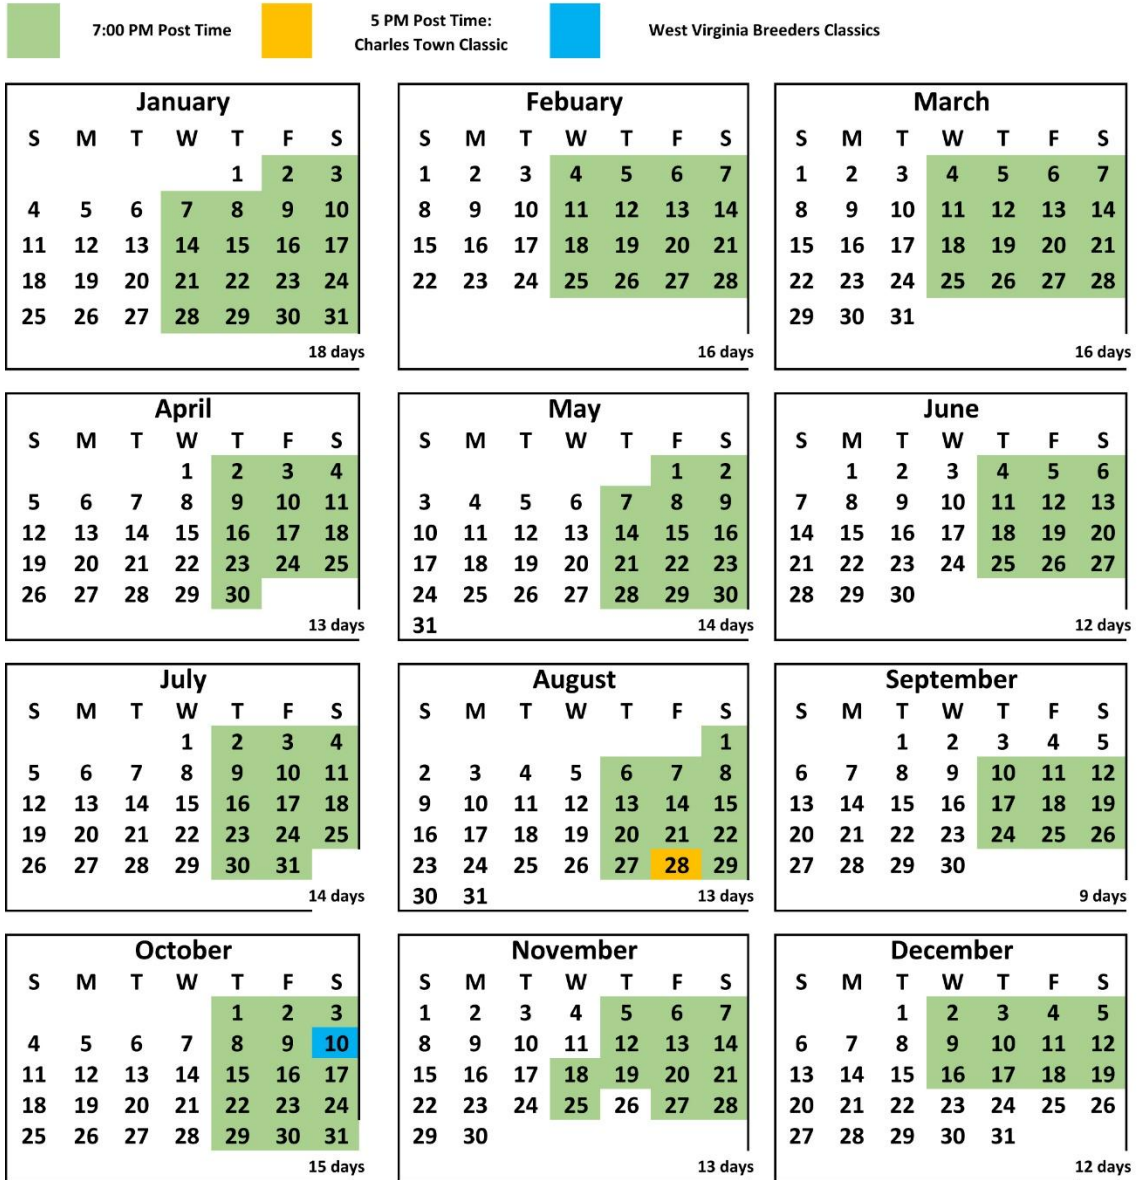 7:00 PM Post Time
5 PM Post Time:
Charles Town Classic
West Virginia Breeders Classics
January
S M T W T F S
1 2 3
4 5 6 7 8 9 10
11 12 13 14 15 16 17
18 19 20 21 22 23 24
25 26 27 28 29 30 31
18 days
Febuary
S M T W T F S
1 2 3 4 5 6 7
8 9 10 11 12 13 14
15 16 17 18 19 20 21
22 23 24 25 26 27 28
16 days
March
S M T W T F S
1 2 3 4 5 6 7
8 9 10 11 12 13 14
15 16 17 18 19 20 21
22 23 24 25 26 27 28
29 30 31
16 days
April
S M T W T F S
1 2 3 4
5 6 7 8 9 10 11
12 13 14 15 16 17 18
19 20 21 22 23 24 25
26 27 28 29 30
13 days
May
S M T W T F S
1 2
3 4 5 6 7 8 9
10 11 12 13 14 15 16
17 18 19 20 21 22 23
24 25 26 27 28 29 30
31 14 days
June
S M T W T F S
1 2 3 4 5 6
7 8 9 10 11 12 13
14 15 16 17 18 19 20
21 22 23 24 25 26 27
28 29 30
12 days
July
S M T W T F S
1 2 3 4
5 6 7 8 9 10 11
12 13 14 15 16 17 18
19 20 21 22 23 24 25
26 27 28 29 30 31
14 days
August
S M T W T F S
1
2 3 4 5 6 7 8
9 10 11 12 13 14 15
16 17 18 19 20 21 22
23 24 25 26 27 28 29
30 31 13 days
September
S M T W T F S
1 2 3 4 5
6 7 8 9 10 11 12
13 14 15 16 17 18 19
20 21 22 23 24 25 26
27 28 29 30
9 days
October
S M T W T F S
1 2 3
4 5 6 7 8 9 10
11 12 13 14 15 16 17
18 19 20 21 22 23 24
25 26 27 28 29 30 31
15 days
November
S M T W T F S
1 2 3 4 5 6 7
8 9 10 11 12 13 14
15 16 17 18 19 20 21
22 23 24 25 26 27 28
29 30
13 days
December
S M T W T F S
1 2 3 4 5
6 7 8 9 10 11 12
13 14 15 16 17 18 19
20 21 22 23 24 25 26
27 28 29 30 31
12 days